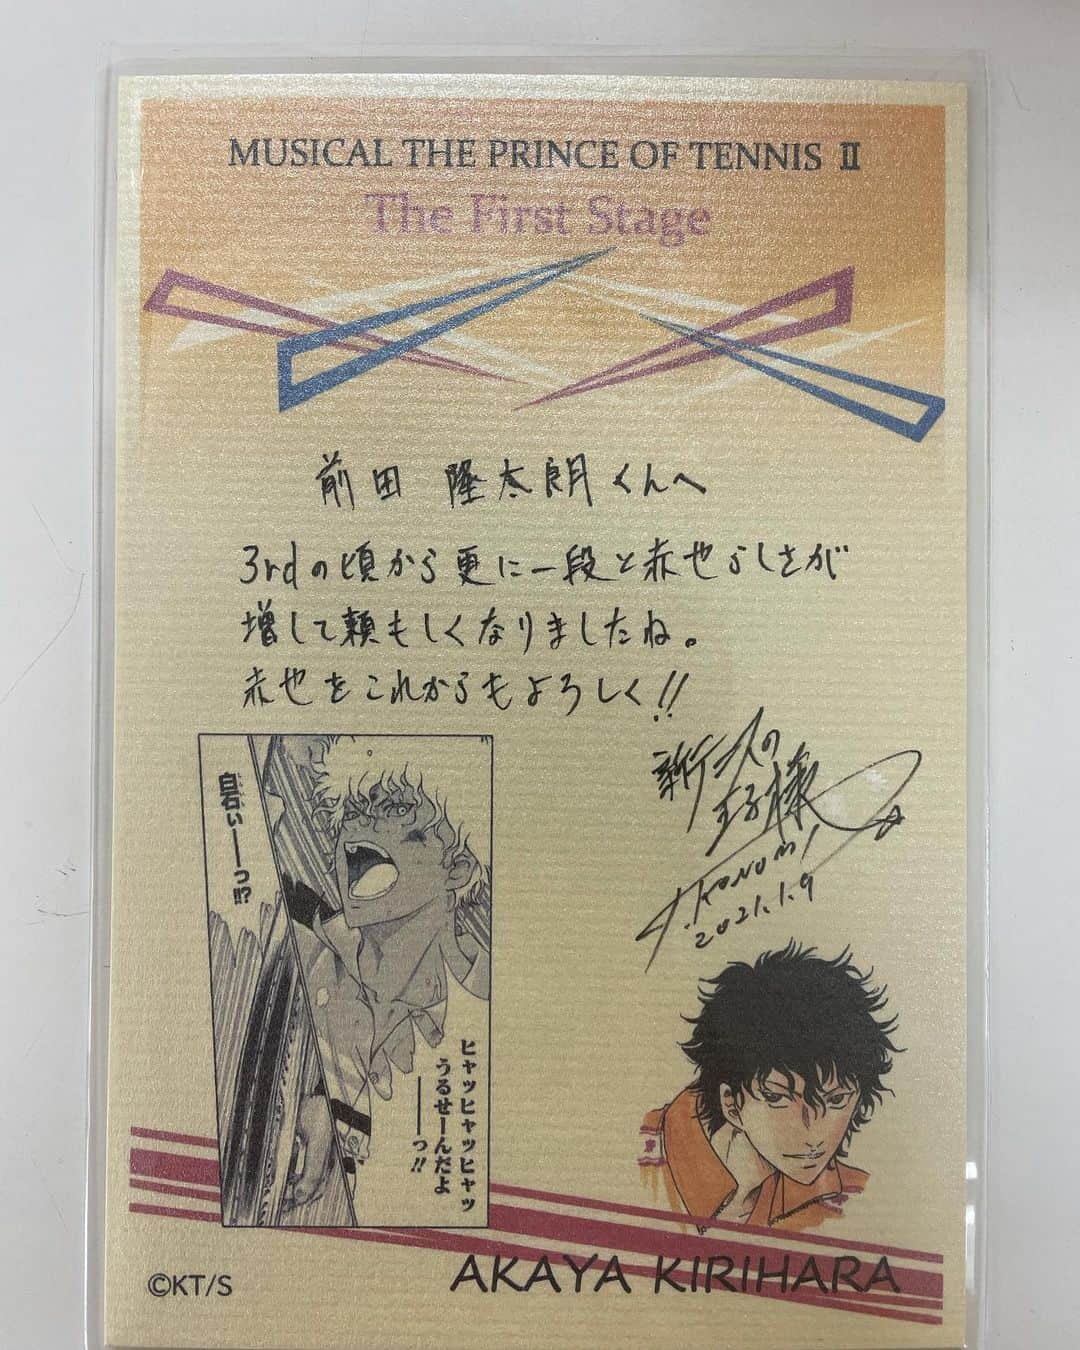 MUSICAL THE PRINCE OF TENNIS II
The First Stage
前田 隆太朗くんへ
3rdの頃から更に一段と赤也らしさが
増して頼もしくなりましたね。
赤也をこれからもよろしく!!
新テニスの
王子様
T.KONOMI
2021.1.9
白石ぃ――っ!?
ヒャッヒャッヒャッ
うるせーんだよ
――っ!!
AKAYA KIRIHARA
©KT/S